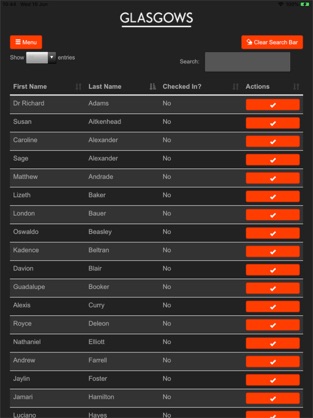 GLASGOWS
Menu
Clear Search Bar
Show entries
Search:
First Name Last Name Checked In? Actions
Dr Richard Adams No
Susan Aitkenhead No
Caroline Alexander No
Sage Alexander No
Matthew Andrade No
Lizeth Baker No
London Bauer No
Oswaldo Beasley No
Kadence Beltran No
Davion Blair No
Guadalupe Booker No
Alexis Curry No
Royce Deleon No
Nathaniel Elliott No
Andrew Farrell No
Jaylin Foster No
Jamari Hamilton No
Luciano Hayes No